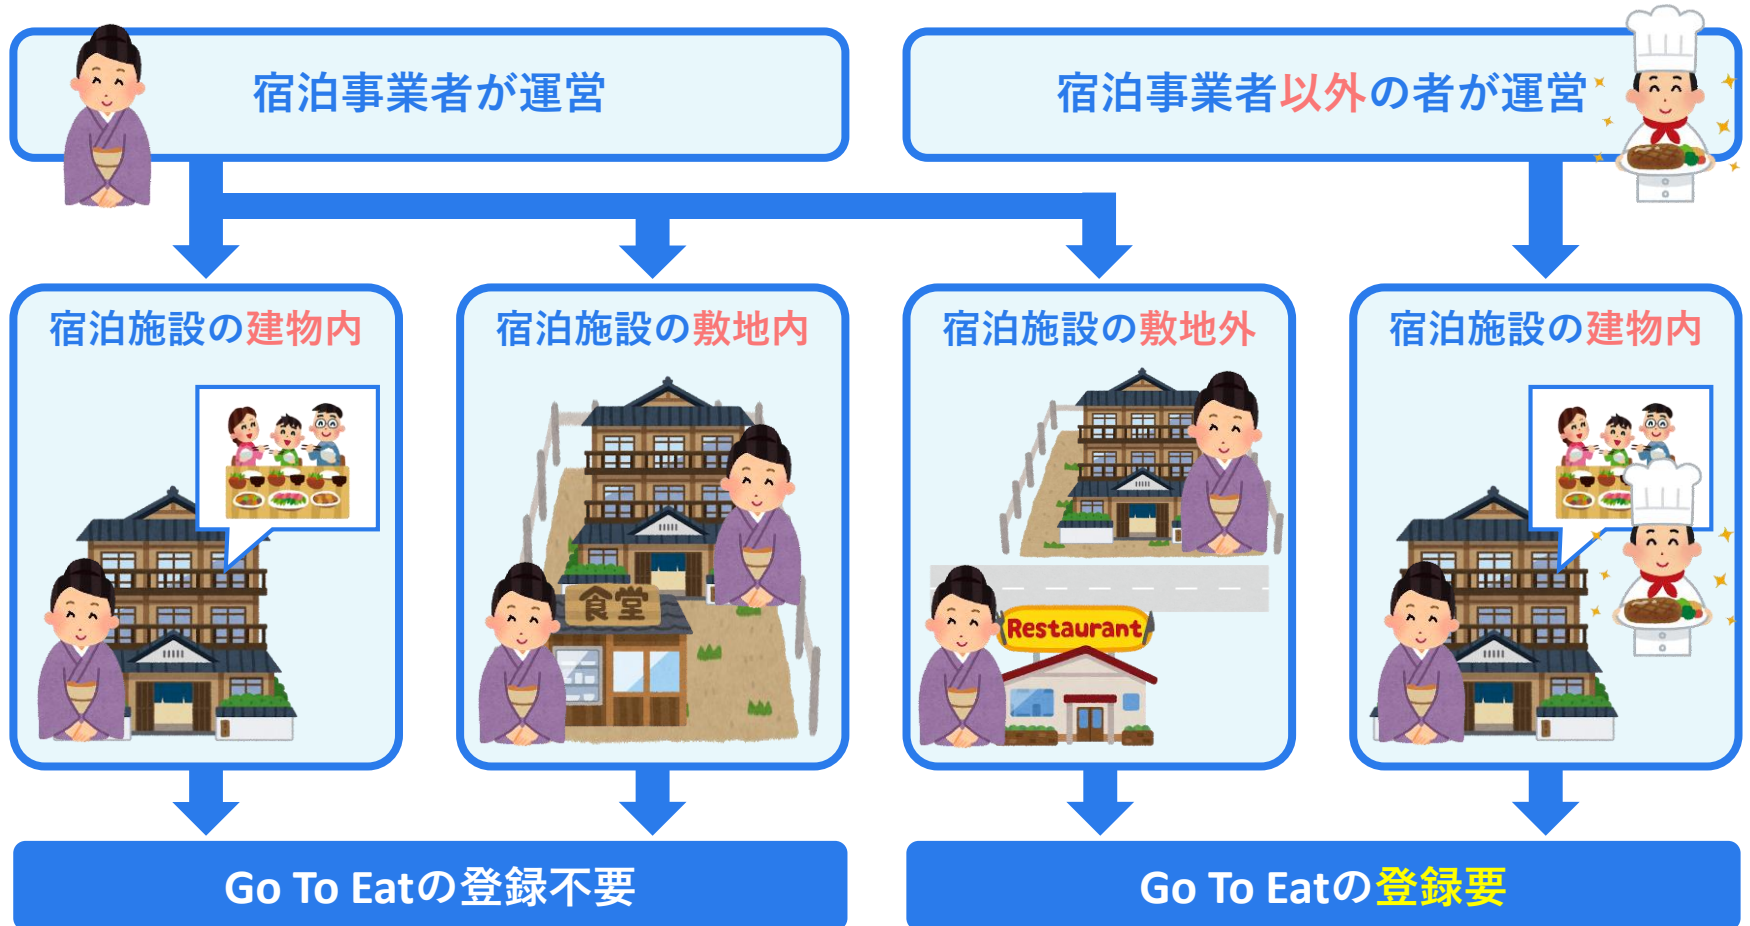 宿泊事業者が運営
宿泊事業者以外の者が運営
宿泊施設の建物内
宿泊施設の敷地内
宿泊施設の敷地外
宿泊施設の建物内
食堂
Restaurant
Go To Eatの登録不要
Go To Eatの登録要